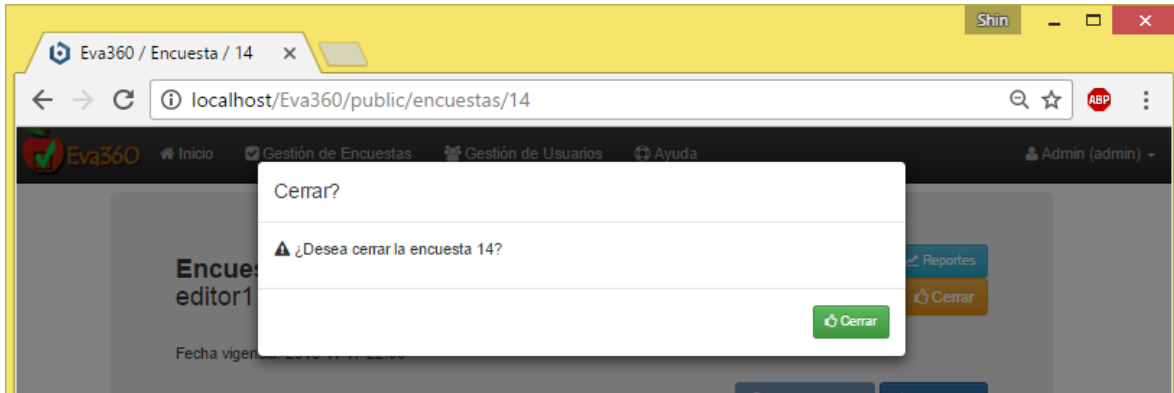 Shin
Eva360 / Encuesta / 14
localhost/Eva360/public/encuestas/14
ABP
Eva360 Inicio Gestión de Encuestas Gestión de Usuarios Ayuda Admin (admin)
Cerrar?
¿Desea cerrar la encuesta 14?
Cerrar
Encues
editor1
Reportes
Cerrar
Fecha vigen